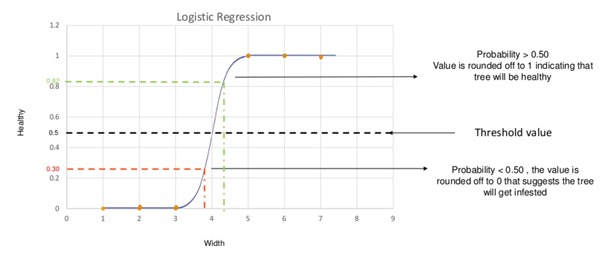 Logistic Regression
1.2
1
0.82
0.8
0.6
0.5
0.4
0.30
0.2
0
0 1 2 3 4 5 6 7 8 9
Healthy
Width
Probability > 0.50
Value is rounded off to 1 indicating that
tree will be healthy
Threshold value
Probability < 0.50 , the value is
rounded off to 0 that suggests the tree
will get infested